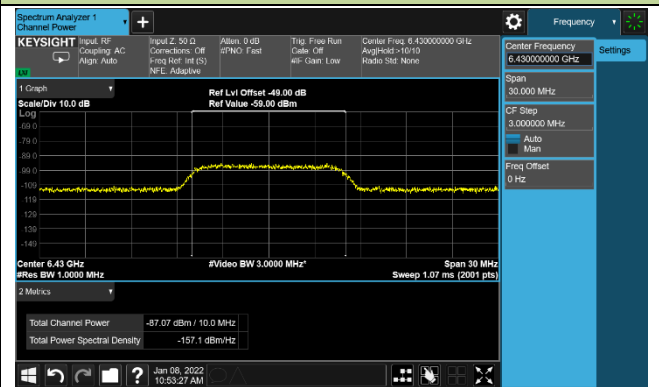 Spectrum Analyzer 1
Channel Power
Frequency
KEYSIGHT
Input: RF
Coupling: AC
Align: Auto
Input Z: 50 Ω
Corrections: Off
Freq Ref: Int (S)
NFE: Adaptive
Atten: 0 dB
#PNO: Fast
Trig: Free Run
Gate: Off
#IF Gain: Low
Center Freq: 6.430000000 GHz
Avg|Hold:>10/10
Radio Std: None
LXI
1 Graph
Scale/Div 10.0 dB
Ref Lvl Offset -49.00 dB
Ref Value -59.00 dBm
Log
-69.0
-79.0
-89.0
-99.0
-109
-119
-129
-139
-149
Center 6.43 GHz
#Res BW 1.0000 MHz
#Video BW 3.0000 MHz*
Span 30 MHz
Sweep 1.07 ms (2001 pts)
2 Metrics
Total Channel Power -87.07 dBm / 10.0 MHz
Total Power Spectral Density -157.1 dBm/Hz
Center Frequency
6.430000000 GHz
Settings
Span
30.000 MHz
CF Step
3.000000 MHz
Auto
Man
Freq Offset
0 Hz
?
Jan 08, 2022
10:53:27 AM